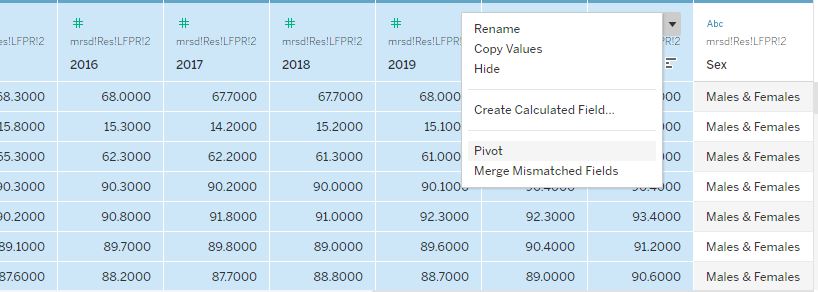 Abc
Res!LFPR!2 mrsd!Res!LFPR!2 mrsd!Res!LFPR!2 mrsd!Res!LFPR!2 mrsd!Res!LFPR!2 mrsd!Res!LFPR!2
2016 2017 2018 2019 Sex
Rename
Copy Values
Hide
Create Calculated Field...
Pivot
Merge Mismatched Fields
68.3000 68.0000 67.7000 67.7000 68.000 Males & Females
15.8000 15.3000 14.2000 15.2000 15.100 Males & Females
65.3000 62.3000 62.2000 61.3000 61.000 Males & Females
90.3000 90.3000 90.2000 90.0000 90.100 Males & Females
90.2000 90.8000 91.8000 91.0000 92.3000 92.3000 93.4000 Males & Females
89.1000 89.7000 89.8000 89.0000 89.6000 90.4000 91.2000 Males & Females
87.6000 88.2000 87.7000 88.8000 88.7000 89.0000 90.6000 Males & Females